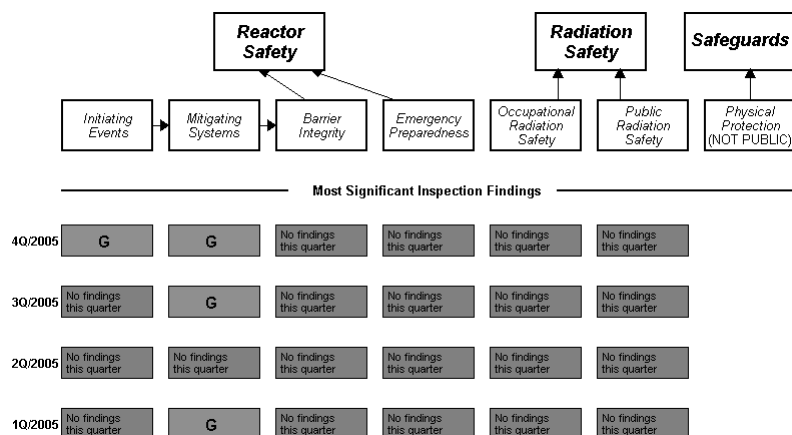 Reactor
Safety
Radiation
Safety
Safeguards
Initiating
Events
Mitigating
Systems
Barrier
Integrity
Emergency
Preparedness
Occupational
Radiation
Safety
Public
Radiation
Safety
Physical
Protection
(NOT PUBLIC)
Most Significant Inspection Findings
4Q/2005
G
G
No findings
this quarter
No findings
this quarter
No findings
this quarter
No findings
this quarter
3Q/2005
No findings
this quarter
G
No findings
this quarter
No findings
this quarter
No findings
this quarter
No findings
this quarter
2Q/2005
No findings
this quarter
No findings
this quarter
No findings
this quarter
No findings
this quarter
No findings
this quarter
No findings
this quarter
1Q/2005
No findings
this quarter
G
No findings
this quarter
No findings
this quarter
No findings
this quarter
No findings
this quarter